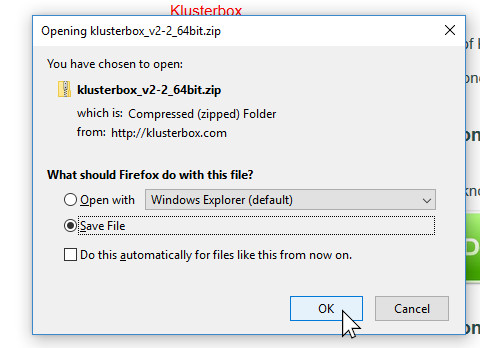 Klusterbox
Opening klusterbox_v2-2_64bit.zip
You have chosen to open:
klusterbox_v2-2_64bit.zip
which is: Compressed (zipped) Folder
from: http://klusterbox.com
What should Firefox do with this file?
Open with Windows Explorer (default)
Save File
Do this automatically for files like this from now on.
OK Cancel